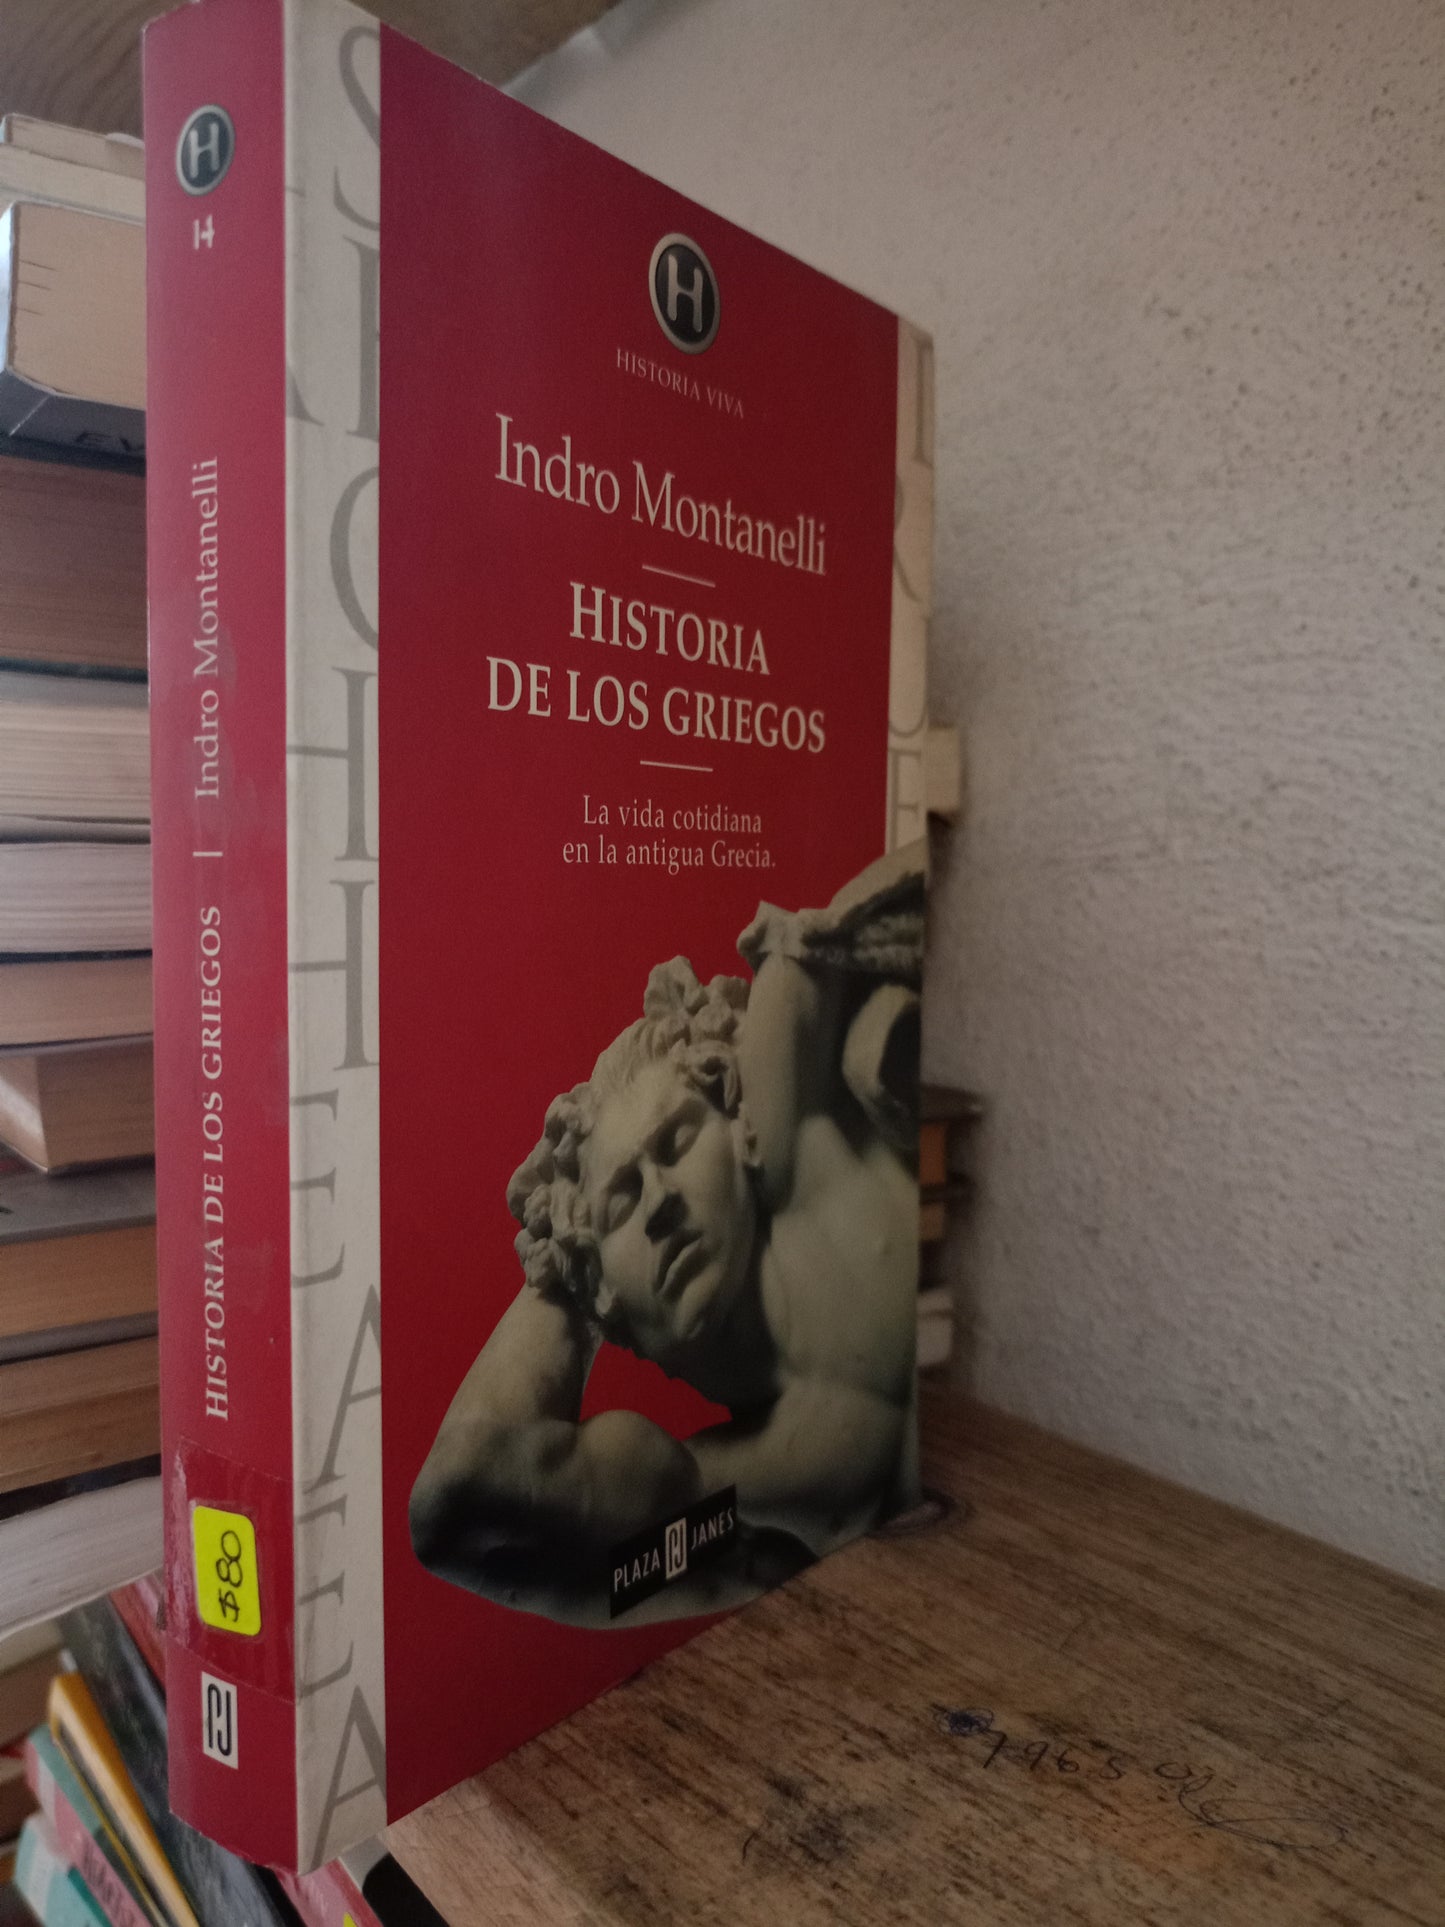 H
14
HISTORIA DE LOS GRIEGOS | Indro Montanelli
$80
H
HISTORIA VIVA
Indro Montanelli
HISTORIA
DE LOS GRIEGOS
La vida cotidiana
en la antigua Grecia.
PLAZA JANÉS